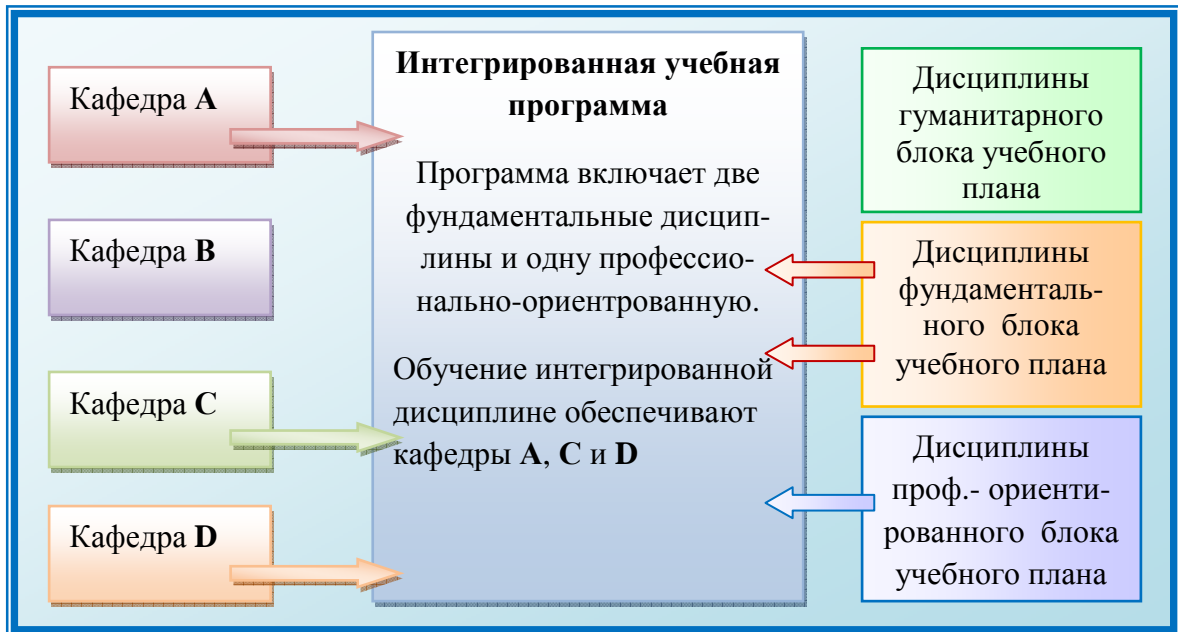 Кафедра A
Кафедра B
Кафедра C
Кафедра D
Интегрированная учебная
программа
Программа включает две
фундаментальные дисцип-
лины и одну профессио-
нально-ориентрованную.
Обучение интегрированной
дисциплине обеспечивают
кафедры A, C и D
Дисциплины
гуманитарного
блока учебного
плана
Дисциплины
фундаменталь-
ного блока
учебного плана
Дисциплины
проф.- ориенти-
рованного блока
учебного плана